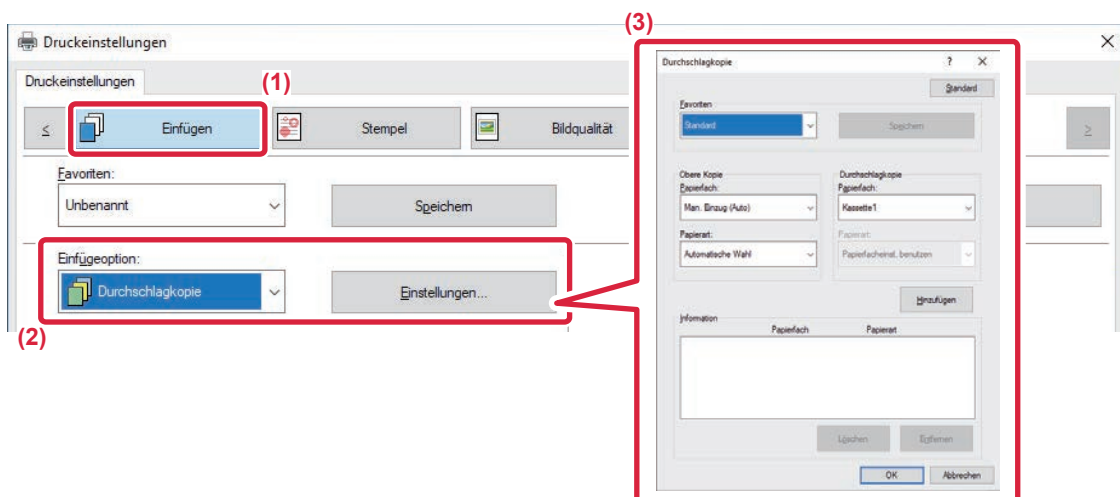 (3)
Druckeinstellungen
Druckeinstellungen
(1)
< Einfügen Stempel Bildqualität >
Favoriten:
Unbenannt Speichern
Einfügeoption:
Durchschlagkopie Einstellungen...
(2)
Durchschlagkopie ? X
Standard
Favoriten
Standard Speichern
Obere Kopie Durchschlagkopie
Papierfach: Papierfach:
Man. Einzug (Auto) Kassette1
Papierart: Papierart:
Automatische Wahl Papierfacheinst. benutzen
Hinzufügen
Information
Papierfach Papierart
Löschen Entfernen
OK Abbrechen